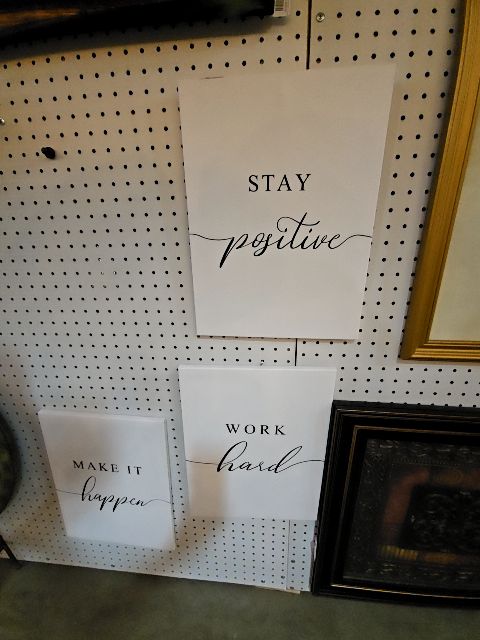 STAY
positive
WORK
hard
MAKE IT
happen